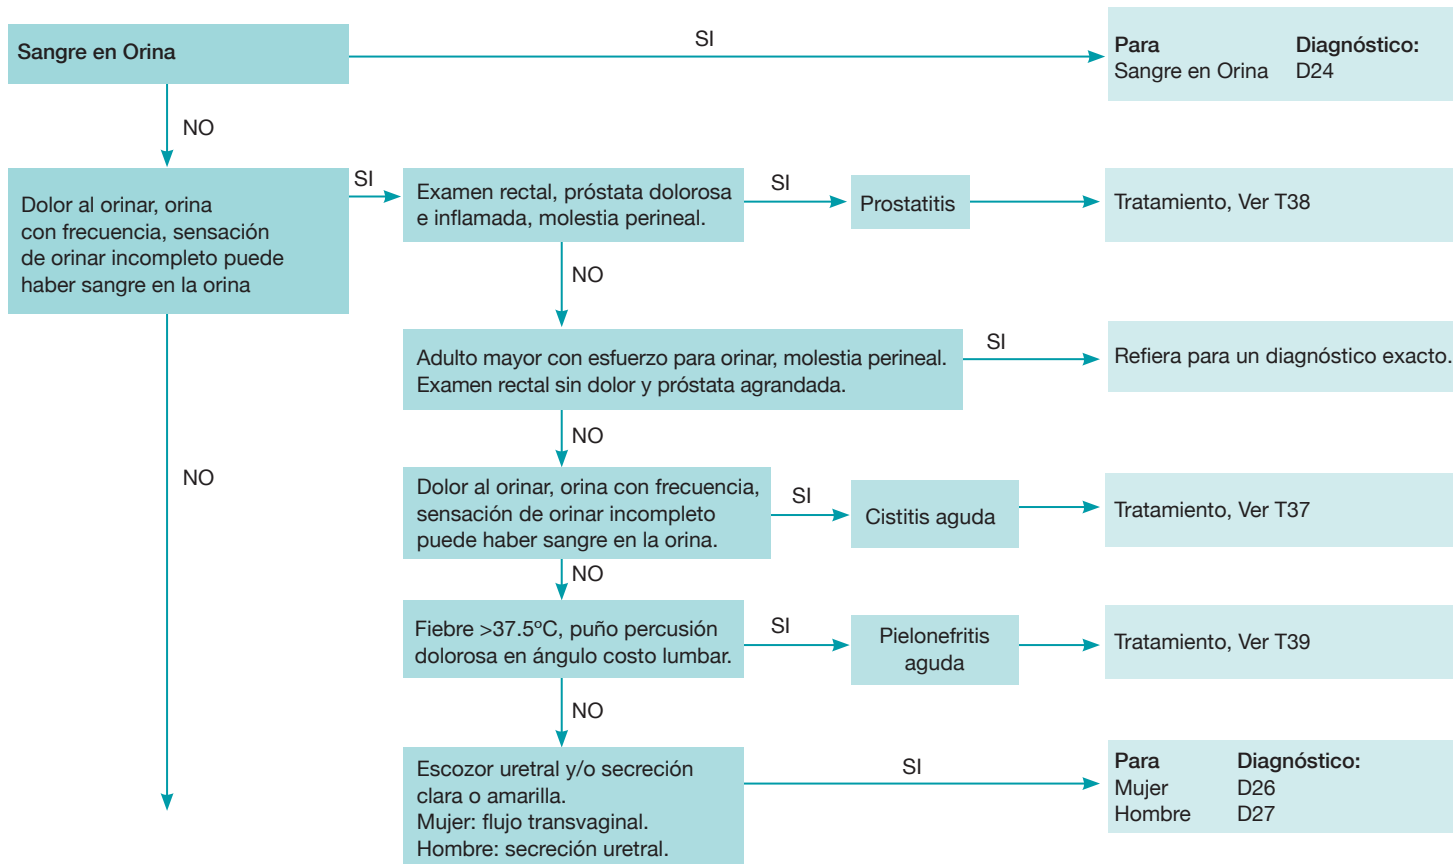 Sangre en Orina
SI
Para Diagnóstico:
Sangre en Orina D24
NO
Dolor al orinar, orina
con frecuencia, sensación
de orinar incompleto puede
haber sangre en la orina
SI
Examen rectal, próstata dolorosa
e inflamada, molestia perineal.
SI
Prostatitis
Tratamiento, Ver T38
NO
Adulto mayor con esfuerzo para orinar, molestia perineal.
Examen rectal sin dolor y próstata agrandada.
SI
Refiera para un diagnóstico exacto.
NO
NO
Dolor al orinar, orina con frecuencia,
sensación de orinar incompleto
puede haber sangre en la orina.
SI
Cistitis aguda
Tratamiento, Ver T37
NO
Fiebre >37.5ºC, puño percusión
dolorosa en ángulo costo lumbar.
SI
Pielonefritis
aguda
Tratamiento, Ver T39
NO
Escozor uretral y/o secreción
clara o amarilla.
Mujer: flujo transvaginal.
Hombre: secreción uretral.
SI
Para Diagnóstico:
Mujer D26
Hombre D27